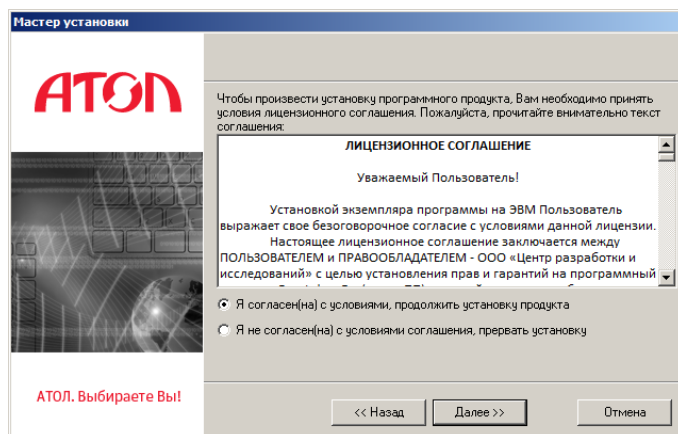 Мастер установки
АТОЛ
Чтобы произвести установку программного продукта, Вам необходимо принять
условия лицензионного соглашения. Пожалуйста, прочитайте внимательно текст
соглашения:
ЛИЦЕНЗИОННОЕ СОГЛАШЕНИЕ
Уважаемый Пользователь!
Установкой экземпляра программы на ЭВМ Пользователь
выражает свое безоговорочное согласие с условиями данной лицензии.
Настоящее лицензионное соглашение заключается между
ПОЛЬЗОВАТЕЛЕМ и ПРАВООБЛАДАТЕЛЕМ - ООО «Центр разработки и
исследований» с целью установления прав и гарантий на программный
Я согласен(на) с условиями, продолжить установку продукта
Я не согласен(на) с условиями соглашения, прервать установку
АТОЛ. Выбираете Вы!
<< Назад
Далее >>
Отмена